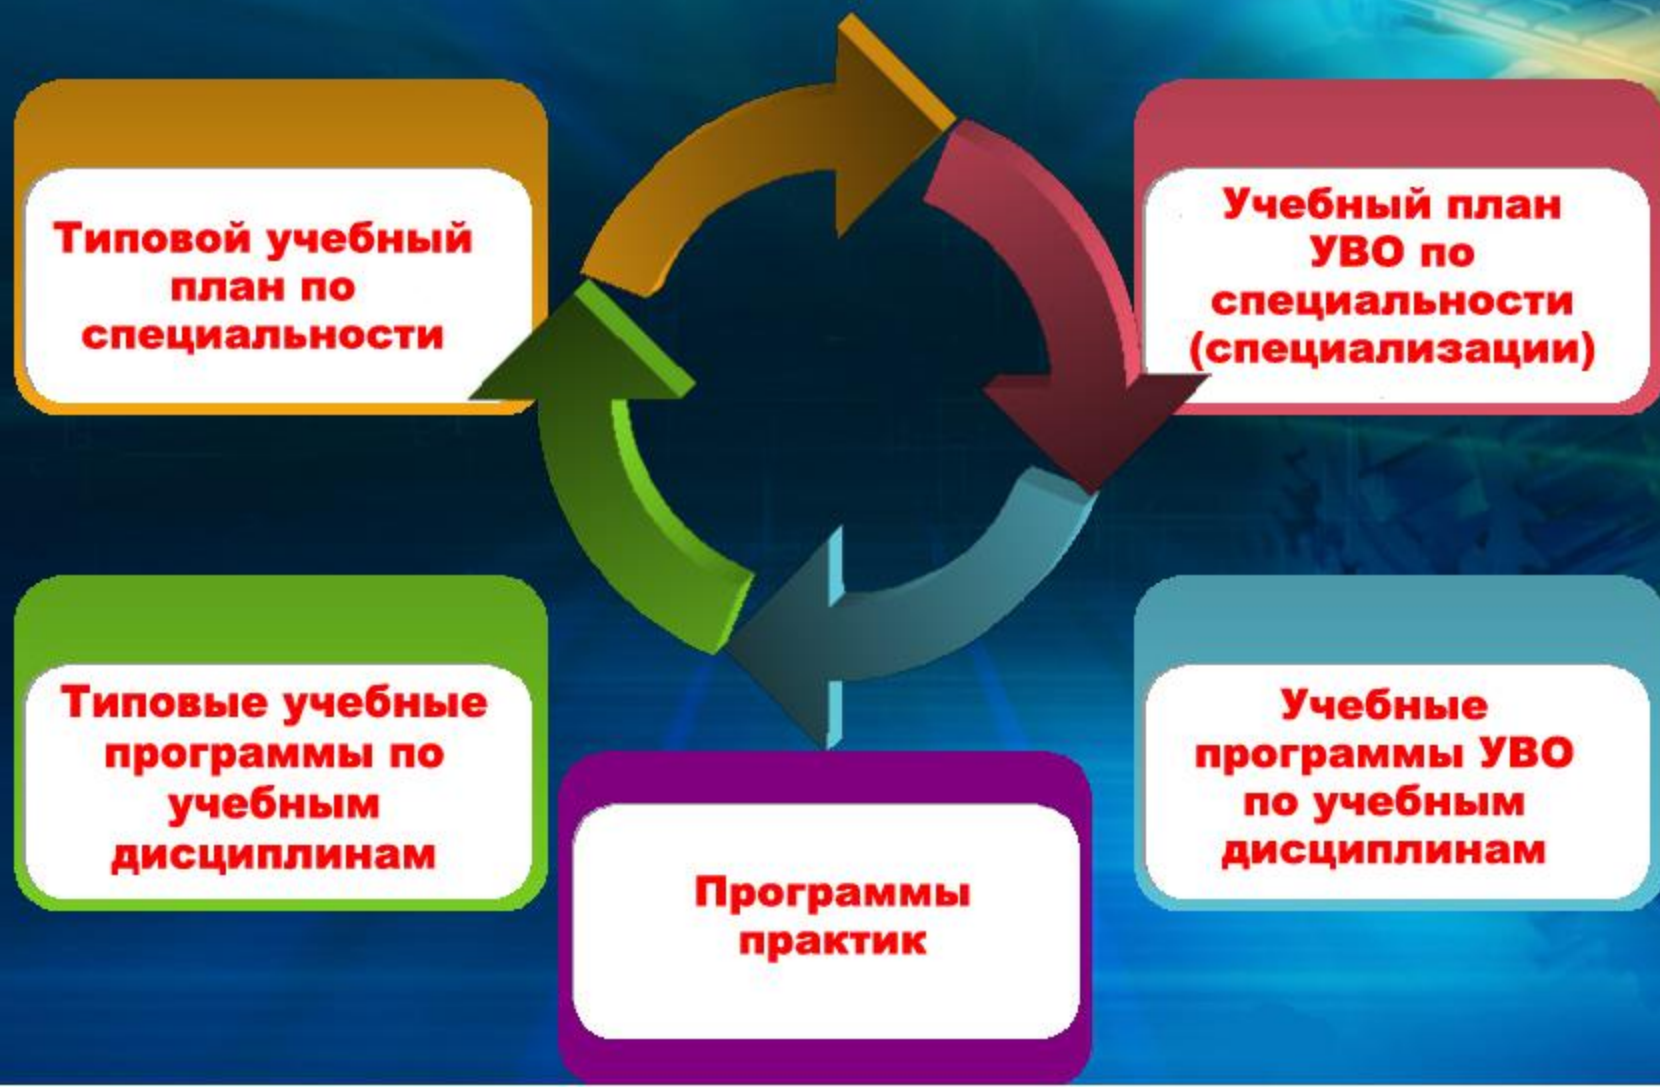 Типовой учебный
план по
специальности
Учебный план
УВО по
специальности
(специализации)
Типовые учебные
программы по
учебным
дисциплинам
Программы
практик
Учебные
программы УВО
по учебным
дисциплинам